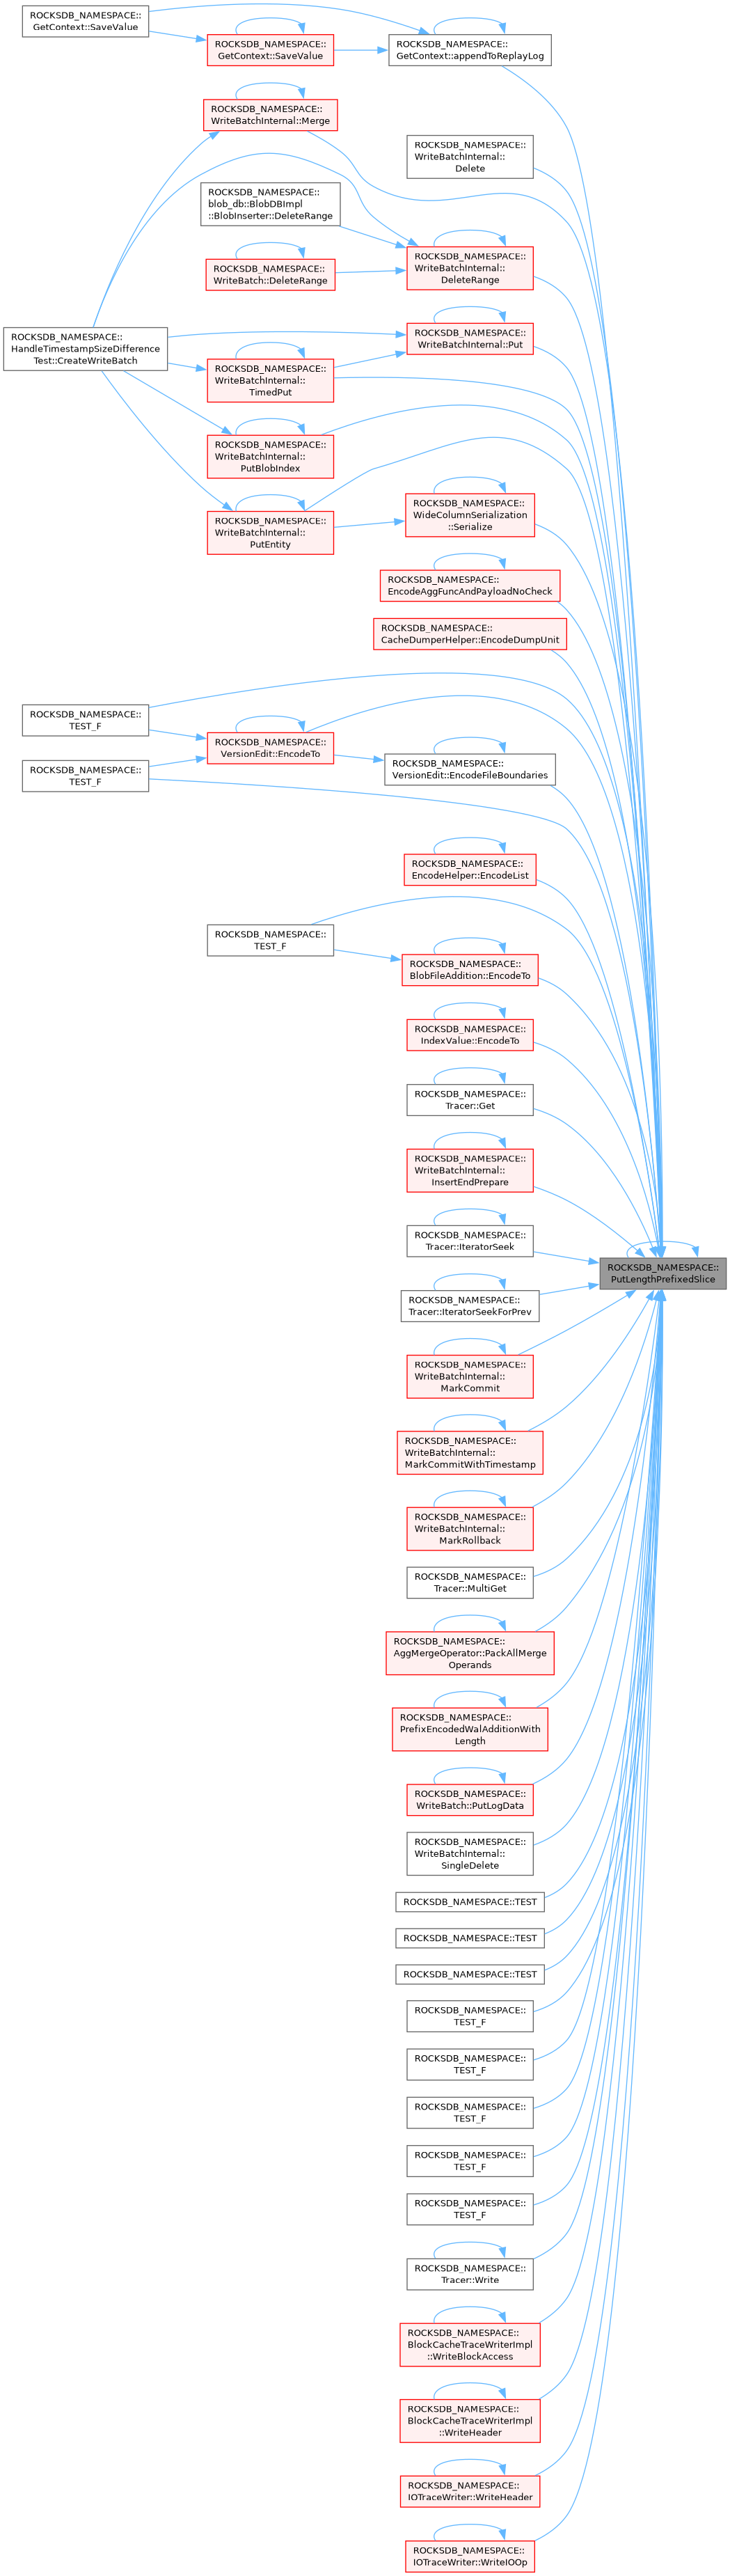 ROCKSDB_NAMESPACE::
GetContext::SaveValue
ROCKSDB_NAMESPACE::
GetContext::SaveValue
ROCKSDB_NAMESPACE::
GetContext::appendToReplayLog
ROCKSDB_NAMESPACE::
WriteBatchInternal::Merge
ROCKSDB_NAMESPACE::
WriteBatchInternal::
Delete
ROCKSDB_NAMESPACE::
blob_db::BlobDBImpl
::BlobInserter::DeleteRange
ROCKSDB_NAMESPACE::
WriteBatchInternal::
DeleteRange
ROCKSDB_NAMESPACE::
WriteBatch::DeleteRange
ROCKSDB_NAMESPACE::
HandleTimestampSizeDifference
Test::CreateWriteBatch
ROCKSDB_NAMESPACE::
WriteBatchInternal::Put
ROCKSDB_NAMESPACE::
WriteBatchInternal::
TimedPut
ROCKSDB_NAMESPACE::
WriteBatchInternal::
PutBlobIndex
ROCKSDB_NAMESPACE::
WriteBatchInternal::
PutEntity
ROCKSDB_NAMESPACE::
WideColumnSerialization
::Serialize
ROCKSDB_NAMESPACE::
EncodeAggFuncAndPayloadNoCheck
ROCKSDB_NAMESPACE::
CacheDumperHelper::EncodeDumpUnit
ROCKSDB_NAMESPACE::
TEST_F
ROCKSDB_NAMESPACE::
VersionEdit::EncodeTo
ROCKSDB_NAMESPACE::
VersionEdit::EncodeFileBoundaries
ROCKSDB_NAMESPACE::
TEST_F
ROCKSDB_NAMESPACE::
EncodeHelper::EncodeList
ROCKSDB_NAMESPACE::
TEST_F
ROCKSDB_NAMESPACE::
BlobFileAddition::EncodeTo
ROCKSDB_NAMESPACE::
IndexValue::EncodeTo
ROCKSDB_NAMESPACE::
Tracer::Get
ROCKSDB_NAMESPACE::
WriteBatchInternal::
InsertEndPrepare
ROCKSDB_NAMESPACE::
Tracer::IteratorSeek
ROCKSDB_NAMESPACE::
PutLengthPrefixedSlice
ROCKSDB_NAMESPACE::
Tracer::IteratorSeekForPrev
ROCKSDB_NAMESPACE::
WriteBatchInternal::
MarkCommit
ROCKSDB_NAMESPACE::
WriteBatchInternal::
MarkCommitWithTimestamp
ROCKSDB_NAMESPACE::
WriteBatchInternal::
MarkRollback
ROCKSDB_NAMESPACE::
Tracer::MultiGet
ROCKSDB_NAMESPACE::
AggMergeOperator::PackAllMerge
Operands
ROCKSDB_NAMESPACE::
PrefixEncodedWalAdditionWith
Length
ROCKSDB_NAMESPACE::
WriteBatch::PutLogData
ROCKSDB_NAMESPACE::
WriteBatchInternal::
SingleDelete
ROCKSDB_NAMESPACE::TEST
ROCKSDB_NAMESPACE::TEST
ROCKSDB_NAMESPACE::TEST
ROCKSDB_NAMESPACE::
TEST_F
ROCKSDB_NAMESPACE::
TEST_F
ROCKSDB_NAMESPACE::
TEST_F
ROCKSDB_NAMESPACE::
TEST_F
ROCKSDB_NAMESPACE::
TEST_F
ROCKSDB_NAMESPACE::
Tracer::Write
ROCKSDB_NAMESPACE::
BlockCacheTraceWriterImpl
::WriteBlockAccess
ROCKSDB_NAMESPACE::
BlockCacheTraceWriterImpl
::WriteHeader
ROCKSDB_NAMESPACE::
IOTraceWriter::WriteHeader
ROCKSDB_NAMESPACE::
IOTraceWriter::WriteIOOp